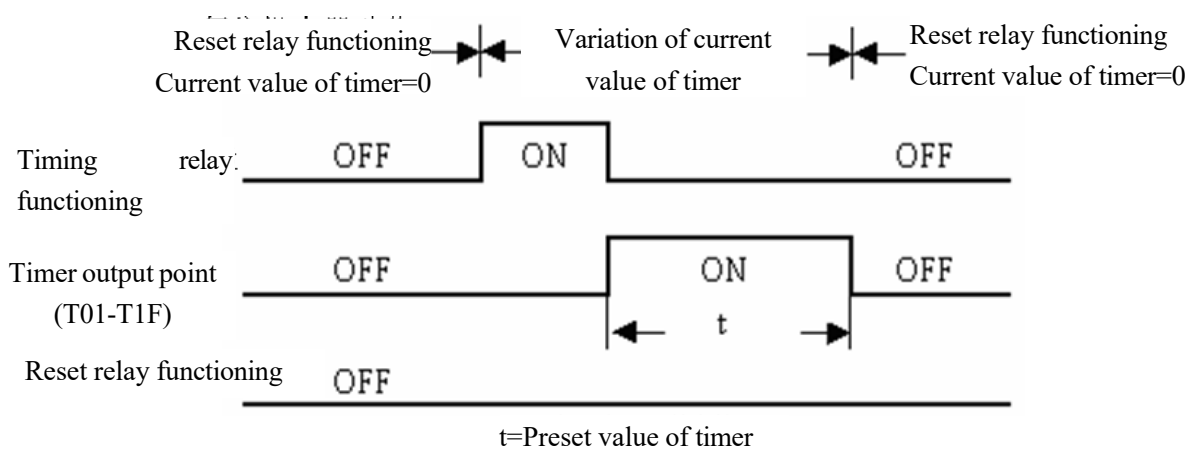 Reset relay functioning
Current value of timer=0
Variation of current
value of timer
Reset relay functioning
Current value of timer=0
Timing relay
functioning
OFF
ON
OFF
Timer output point
(T01-T1F)
OFF
ON
OFF
t
Reset relay functioning
OFF
t=Preset value of timer